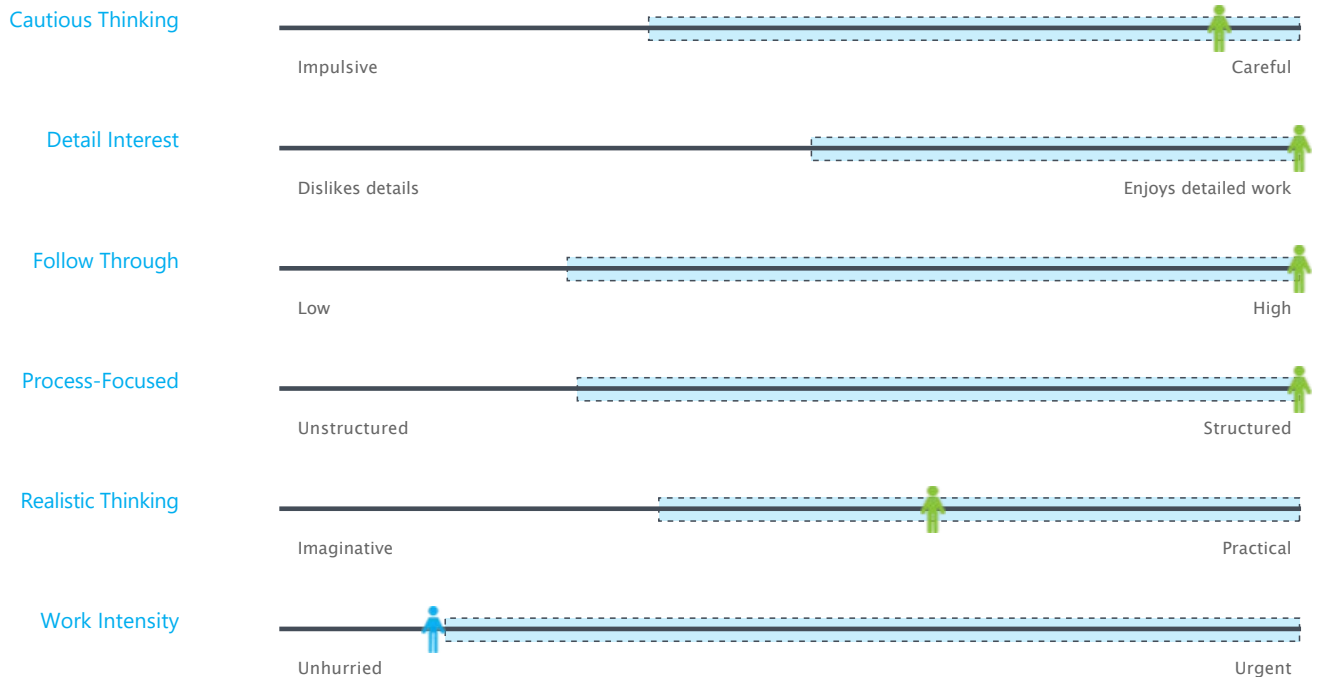 Cautious Thinking
Impulsive Careful
Detail Interest
Dislikes details Enjoys detailed work
Follow Through
Low High
Process-Focused
Unstructured Structured
Realistic Thinking
Imaginative Practical
Work Intensity
Unhurried Urgent